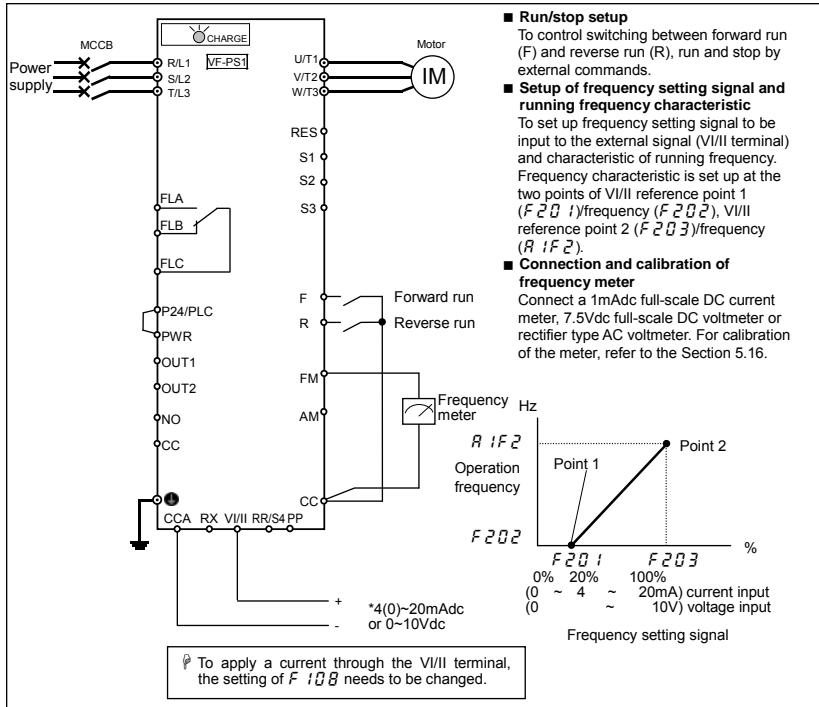 CHARGE
MCCB
Motor
Power
supply
R/L1
S/L2
T/L3
VF-PS1
U/T1
V/T2
W/T3
IM
RES
S1
S2
S3
FLA
FLB
FLC
P24/PLC
PWR
OUT1
OUT2
NO
CC
F
R
Forward run
Reverse run
FM
AM
Frequency
meter
CC
CCA RX VI/II RR/S4 PP
+
-
*4(0)~20mAdc
or 0~10Vdc
To apply a current through the VI/II terminal,
the setting of F108 needs to be changed.
■ Run/stop setup
To control switching between forward run
(F) and reverse run (R), run and stop by
external commands.
■ Setup of frequency setting signal and
running frequency characteristic
To set up frequency setting signal to be
input to the external signal (VI/II terminal)
and characteristic of running frequency.
Frequency characteristic is set up at the
two points of VI/II reference point 1
(F201)/frequency (F202), VI/II
reference point 2 (F203)/frequency
(A1F2).
■ Connection and calibration of
frequency meter
Connect a 1mAdc full-scale DC current
meter, 7.5Vdc full-scale DC voltmeter or
rectifier type AC voltmeter. For calibration
of the meter, refer to the Section 5.16.
Hz
A1F2
Operation
frequency
Point 1
Point 2
F202
%
F201 F203
0% 20% 100%
(0 ~ 4 ~ 20mA) current input
(0 ~ 10V) voltage input
Frequency setting signal